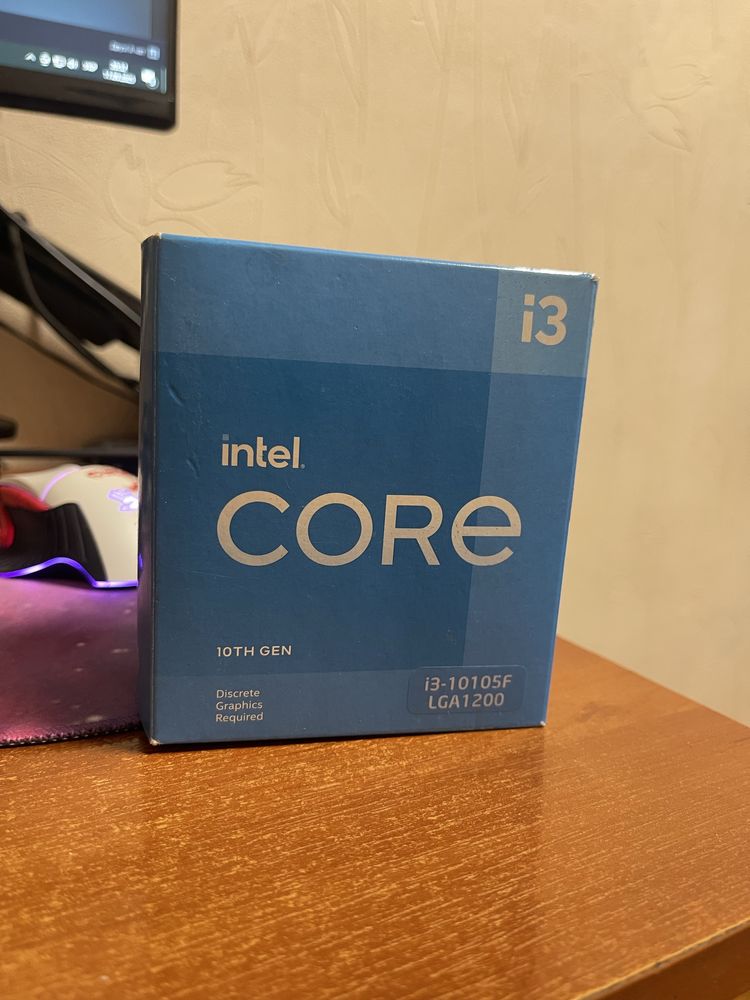 i3
intel.
CORE
10TH GEN
Discrete
Graphics
Required
i3-10105F
LGA1200